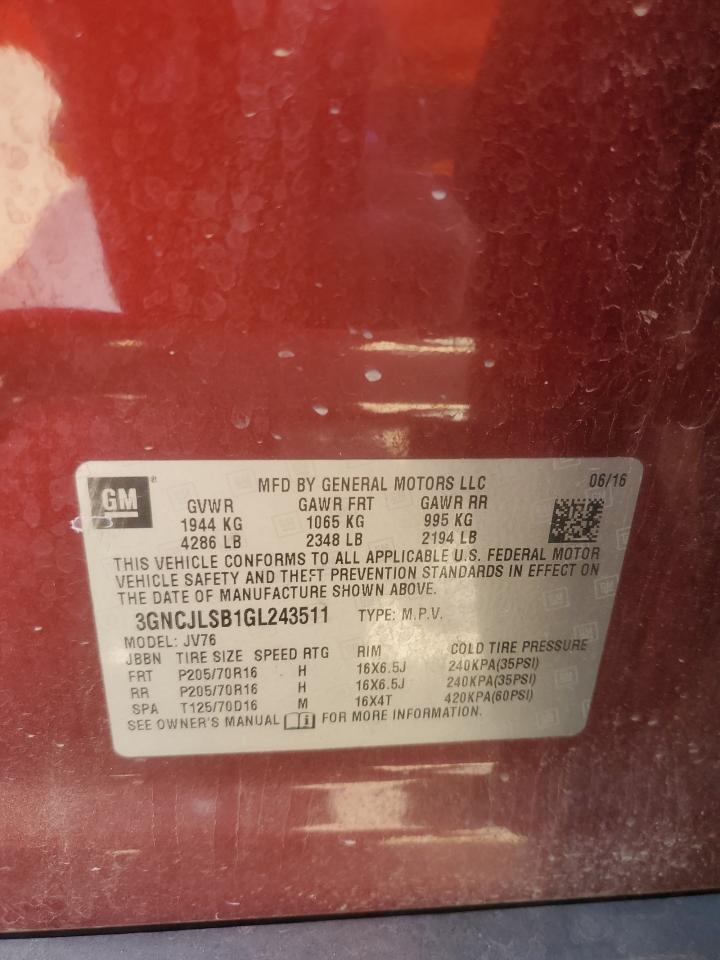 GM ®
MFD BY GENERAL MOTORS LLC 06/16
GVWR GAWR FRT GAWR RR
1944 KG 1065 KG 995 KG
4286 LB 2348 LB 2194 LB
THIS VEHICLE CONFORMS TO ALL APPLICABLE U.S. FEDERAL MOTOR
VEHICLE SAFETY AND THEFT PREVENTION STANDARDS IN EFFECT ON
THE DATE OF MANUFACTURE SHOWN ABOVE.
3GNCJLSB1GL243511 TYPE: M.P.V.
MODEL: JV76
JBBN TIRE SIZE SPEED RTG RIM COLD TIRE PRESSURE
FRT P205/70R16 H 16X6.5J 240KPA(35PSI)
RR P205/70R16 H 16X6.5J 240KPA(35PSI)
SPA T125/70D16 M 16X4T 420KPA(60PSI)
SEE OWNER'S MANUAL i FOR MORE INFORMATION.